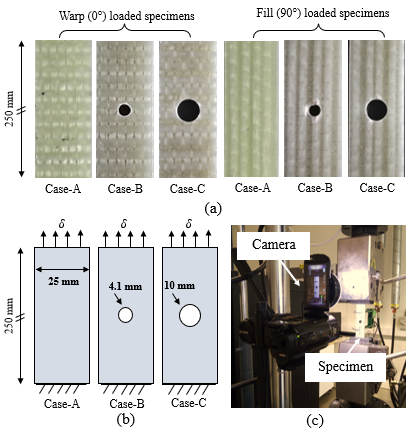 Warp (0°) loaded specimens
Fill (90°) loaded specimens
250 mm
Case-A
Case-B
Case-C
Case-A
Case-B
Case-C
(a)
δ
δ
δ
250 mm
25 mm
4.1 mm
10 mm
Case-A
Case-B
Case-C
(b)
Camera
Specimen
(c)